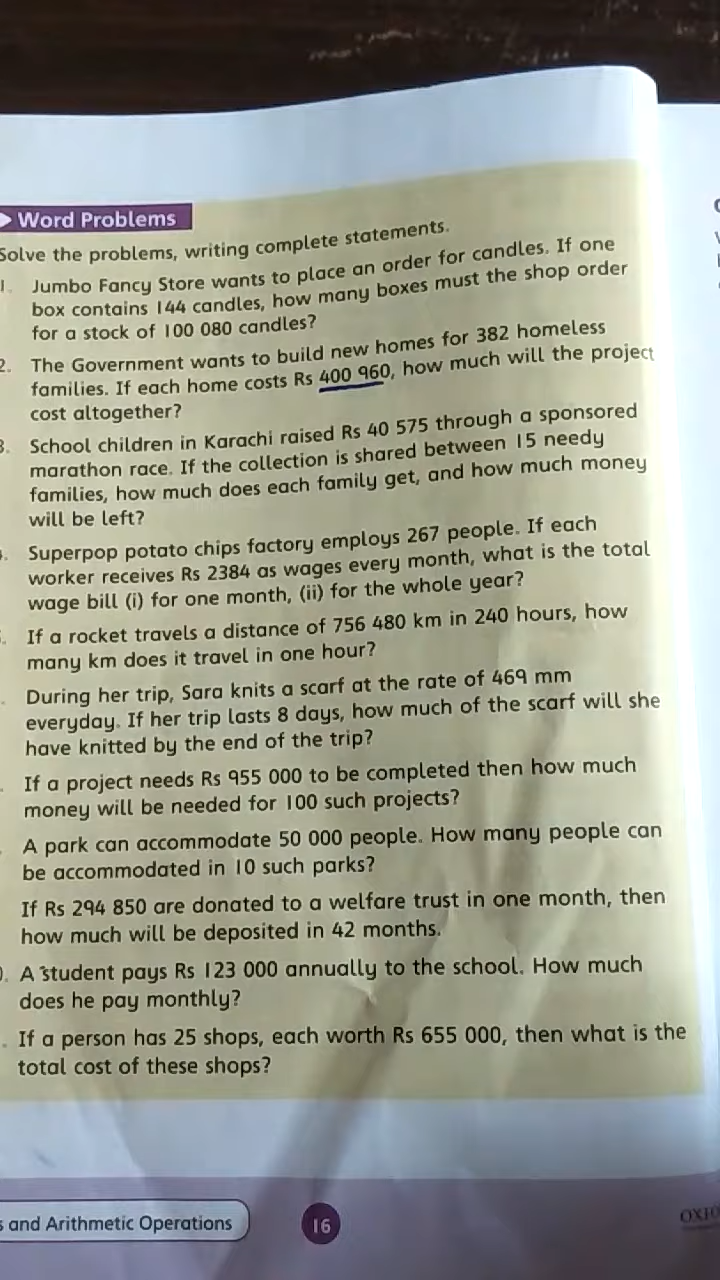 Word Problems
Solve the problems, writing complete statements.
1. Jumbo Fancy Store wants to place an order for candles. If one
box contains 144 candles, how many boxes must the shop order
for a stock of 100 080 candles?
2. The Government wants to build new homes for 382 homeless
families. If each home costs Rs 400 960, how much will the project
cost altogether?
3. School children in Karachi raised Rs 40 575 through a sponsored
marathon race. If the collection is shared between 15 needy
families, how much does each family get, and how much money
will be left?
Superpop potato chips factory employs 267 people. If each
worker receives Rs 2384 as wages every month, what is the total
wage bill (i) for one month, (ii) for the whole year?
If a rocket travels a distance of 756 480 km in 240 hours, how
many km does it travel in one hour?
During her trip, Sara knits a scarf at the rate of 469 mm
everyday. If her trip lasts 8 days, how much of the scarf will she
have knitted by the end of the trip?
If a project needs Rs 955 000 to be completed then how much
money will be needed for 100 such projects?
A park can accommodate 50 000 people. How many people can
be accommodated in 10 such parks?
If Rs 294 850 are donated to a welfare trust in one month, then
how much will be deposited in 42 months.
A student pays Rs 123 000 annually to the school. How much
does he pay monthly?
If a person has 25 shops, each worth Rs 655 000, then what is the
total cost of these shops?
and Arithmetic Operations
16